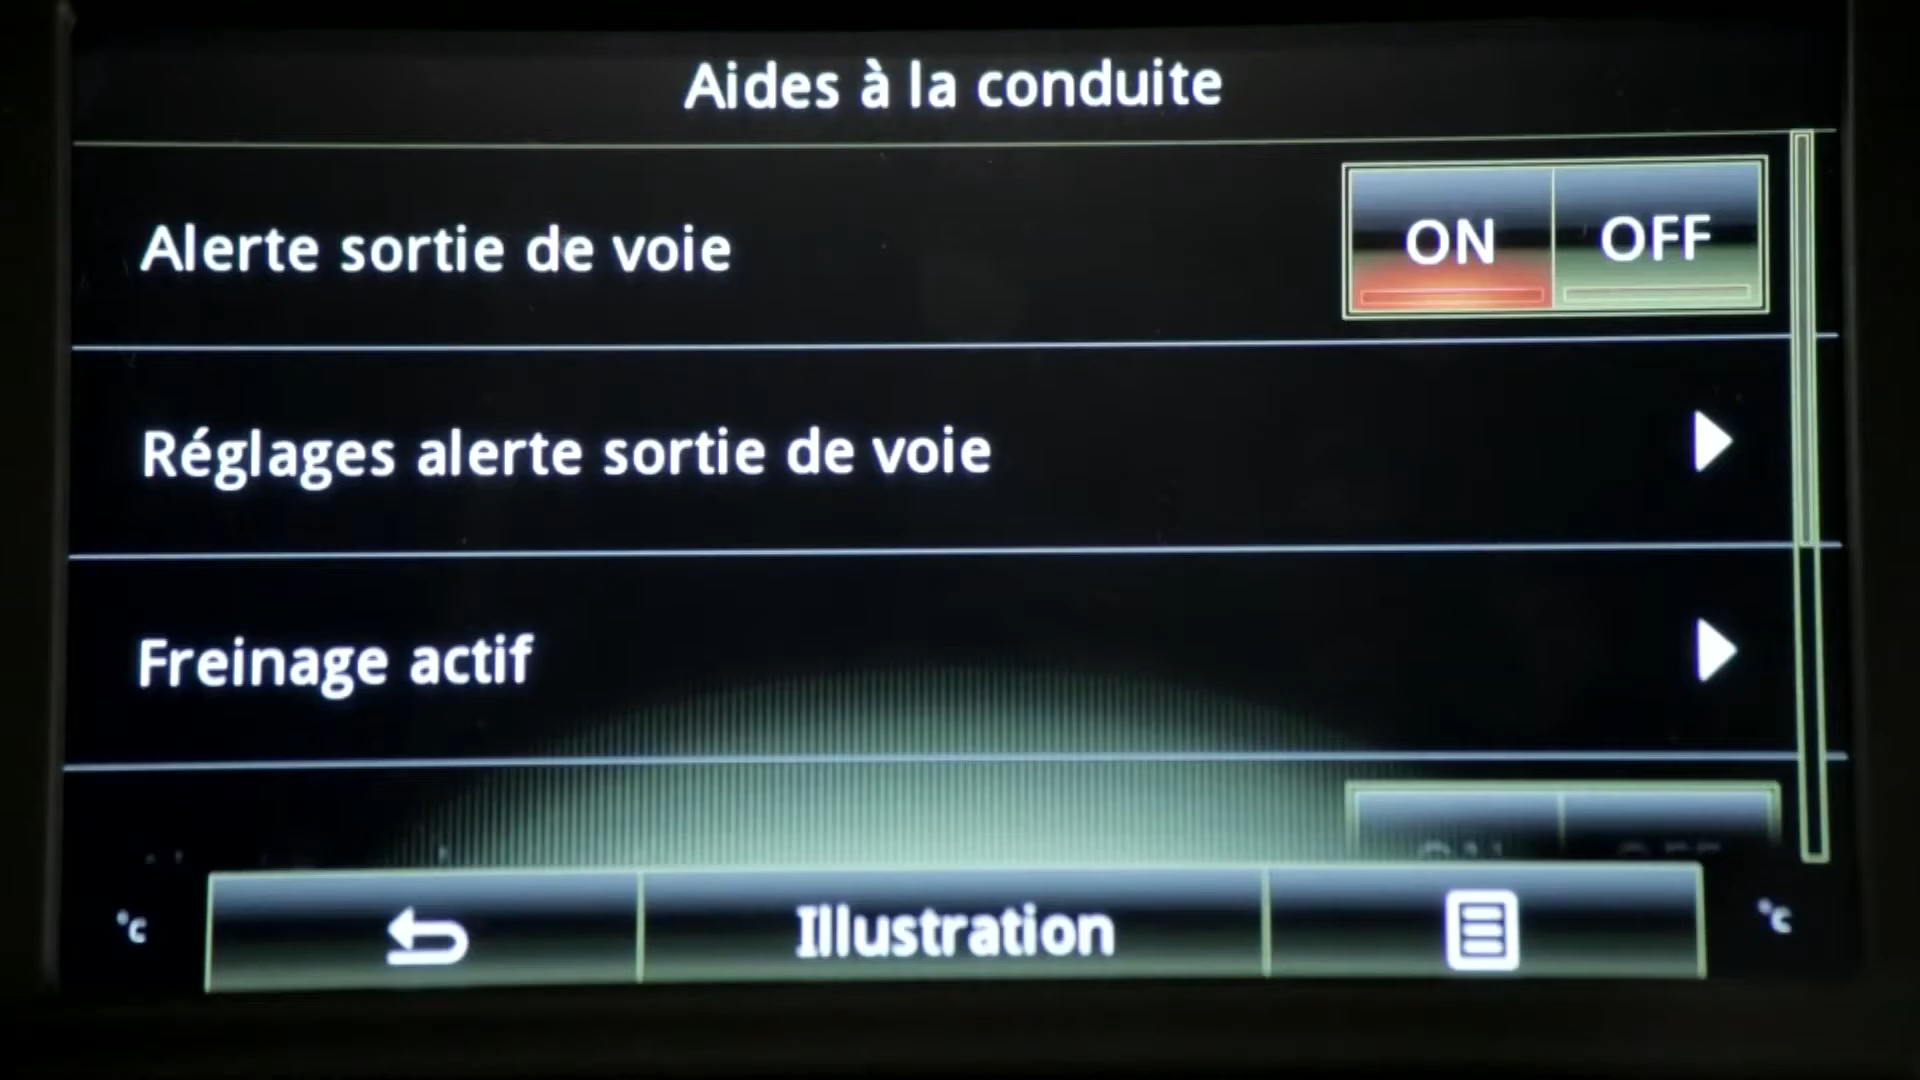 Aides à la conduite
Alerte sortie de voie
ON OFF
Réglages alerte sortie de voie
Freinage actif
°c
Illustration
°c